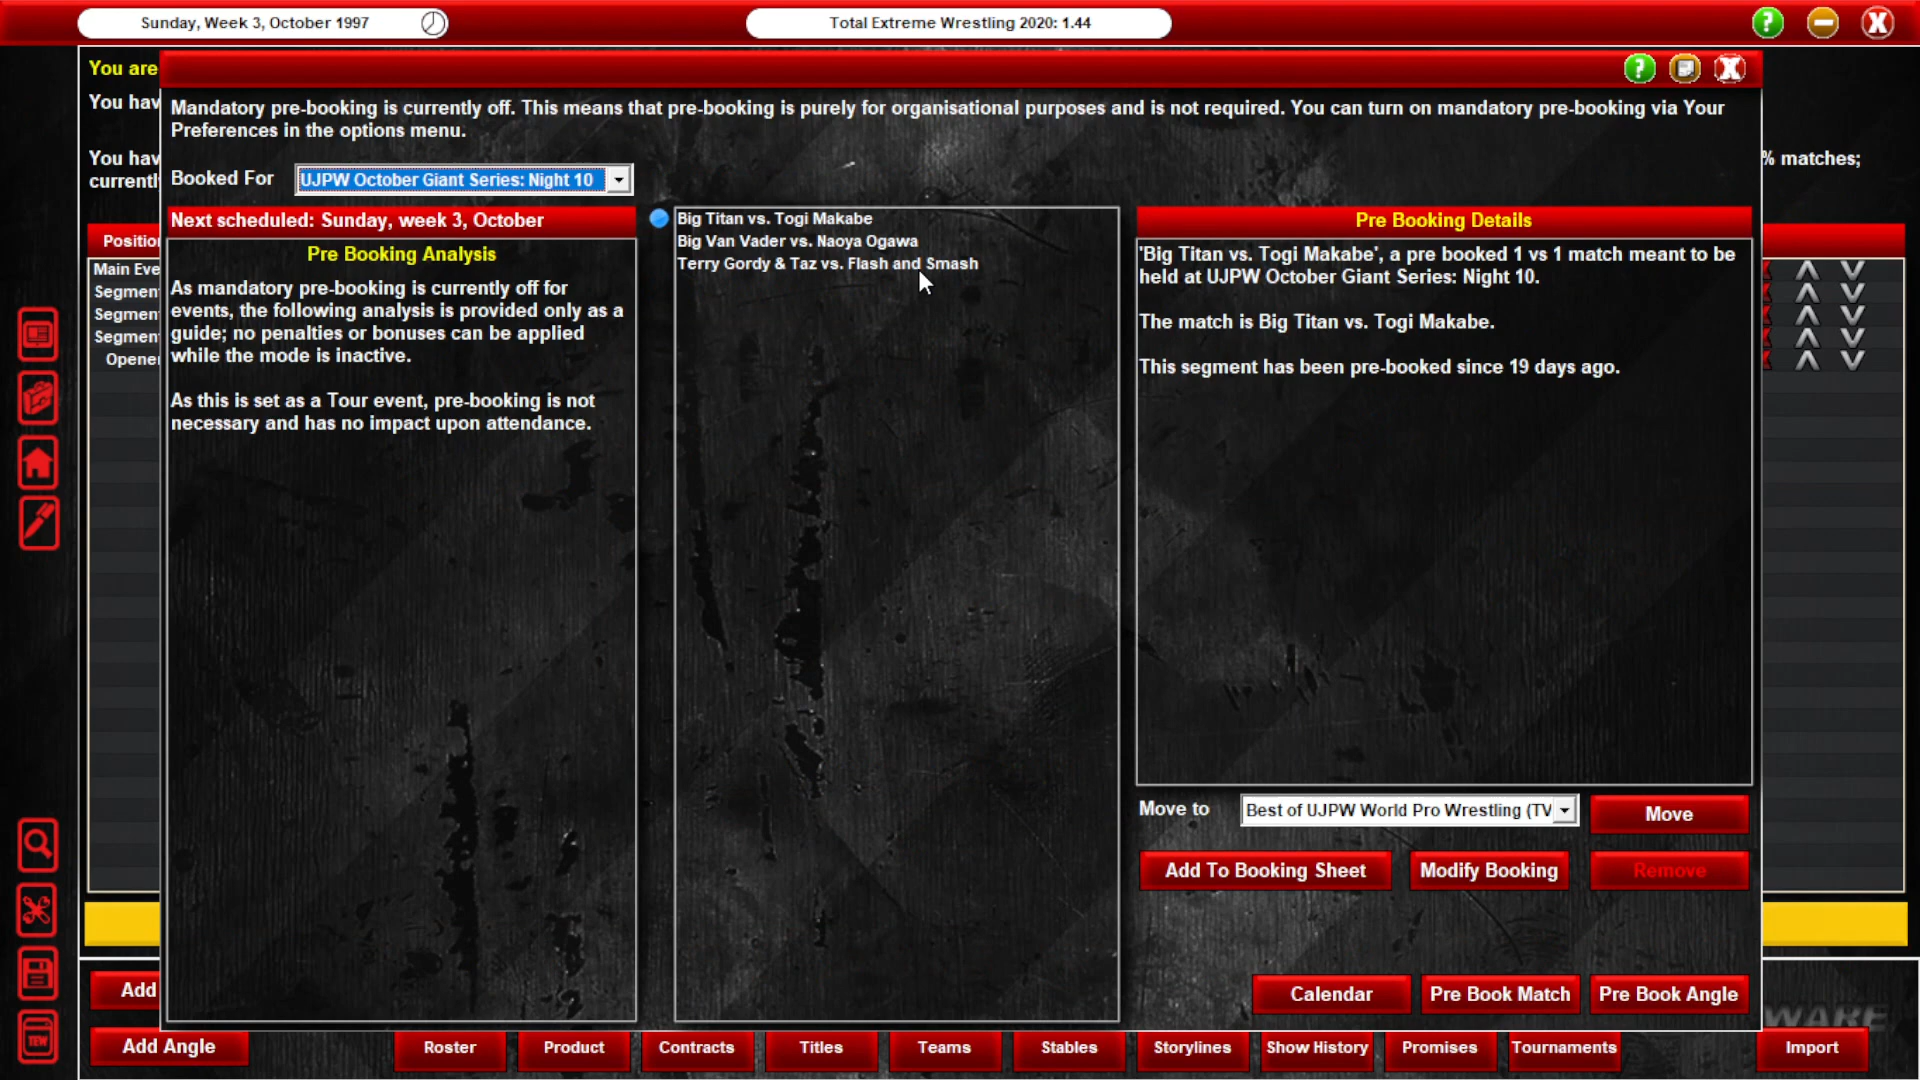 Sunday, Week 3, October 1997
Total Extreme Wrestling 2020: 1.44
You are
You hav
You hav
currentl
% matches;
Mandatory pre-booking is currently off. This means that pre-booking is purely for organisational purposes and is not required. You can turn on mandatory pre-booking via Your
Preferences in the options menu.
Booked For
UJPW October Giant Series: Night 10
Next scheduled: Sunday, week 3, October
Pre Booking Analysis
As mandatory pre-booking is currently off for
events, the following analysis is provided only as a
guide; no penalties or bonuses can be applied
while the mode is inactive.
As this is set as a Tour event, pre-booking is not
necessary and has no impact upon attendance.
Big Titan vs. Togi Makabe
Big Van Vader vs. Naoya Ogawa
Terry Gordy & Taz vs. Flash and Smash
Pre Booking Details
'Big Titan vs. Togi Makabe', a pre booked 1 vs 1 match meant to be
held at UJPW October Giant Series: Night 10.
The match is Big Titan vs. Togi Makabe.
This segment has been pre-booked since 19 days ago.
Positio
Main Eve
Segmen
Segmen
Segmen
Opene
Move to
Best of UJPW World Pro Wrestling (TV
Move
Add To Booking Sheet
Modify Booking
Remove
Calendar
Pre Book Match
Pre Book Angle
Add
Add Angle
Roster
Product
Contracts
Titles
Teams
Stables
Storylines
Show History
Promises
Tournaments
Import
WARE
TEW